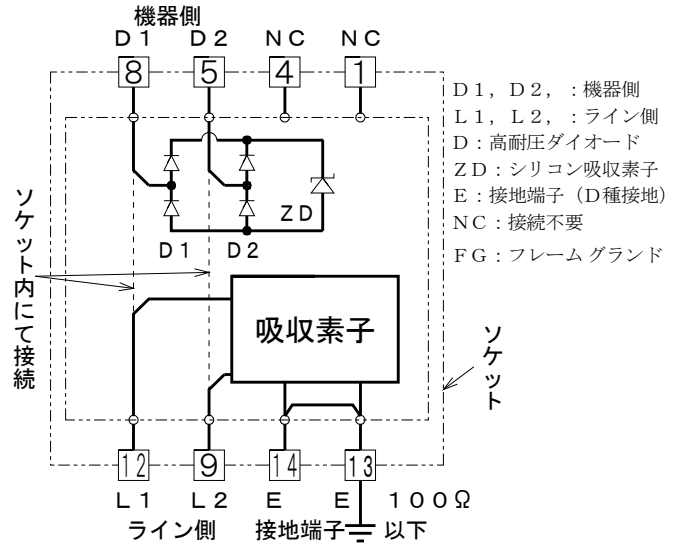 機器側
D1 D2 NC NC
8 5 4 1
D1, D2, :機器側
L1, L2, :ライン側
D:高耐圧ダイオード
ZD:シリコン吸収素子
E:接地端子(D種接地)
NC:接続不要
FG:フレームグランド
ZD
D1 D2
ソケット内にて接続
吸収素子
ソケット
12 9 14 13
L1 L2 E E 100Ω
ライン側 接地端子 以下